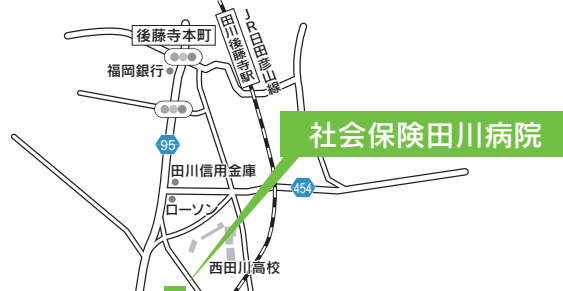 後藤寺本町
田川後藤寺駅
JR日田彦山線
福岡銀行
社会保険田川病院
95
田川信用金庫
454
ローソン
西田川高校